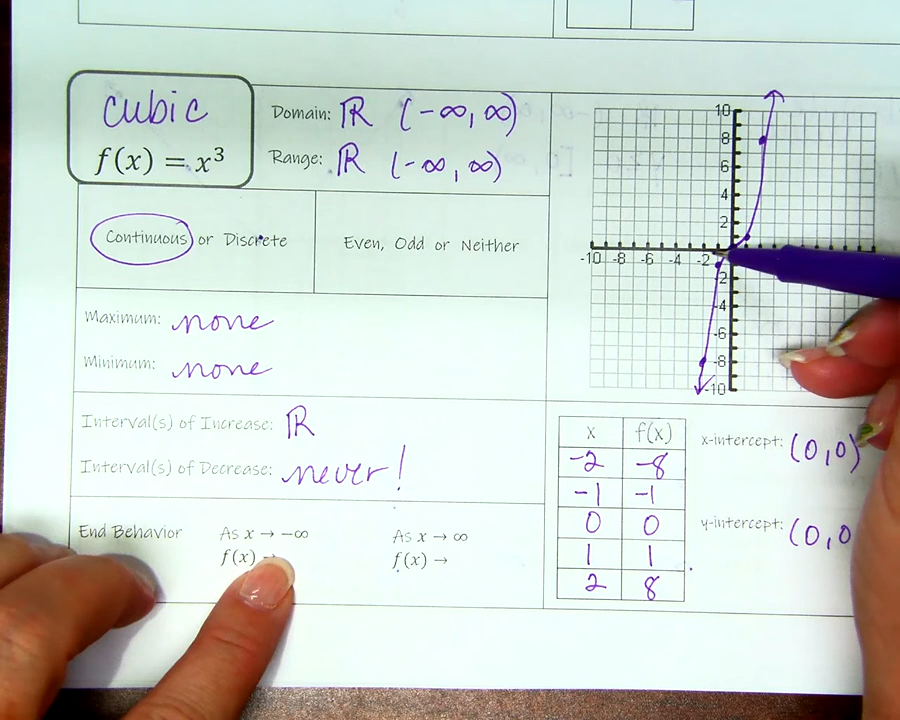 cubic
f(x) = x³
Domain: ℝ (-∞, ∞)
Range: ℝ (-∞, ∞)
Continuous or Discrete
Even, Odd or Neither
Maximum: none
Minimum: none
Interval(s) of Increase: ℝ
Interval(s) of Decrease: never!
End Behavior
As x → -∞
f(x) →
As x → ∞
f(x) →
10
8
6
4
2
-10 -8 -6 -4 -2
2
-4
-6
-8
-10
x f(x)
-2 -8
-1 -1
0 0
1 1
2 8
x-intercept: (0,0)
y-intercept: (0,0